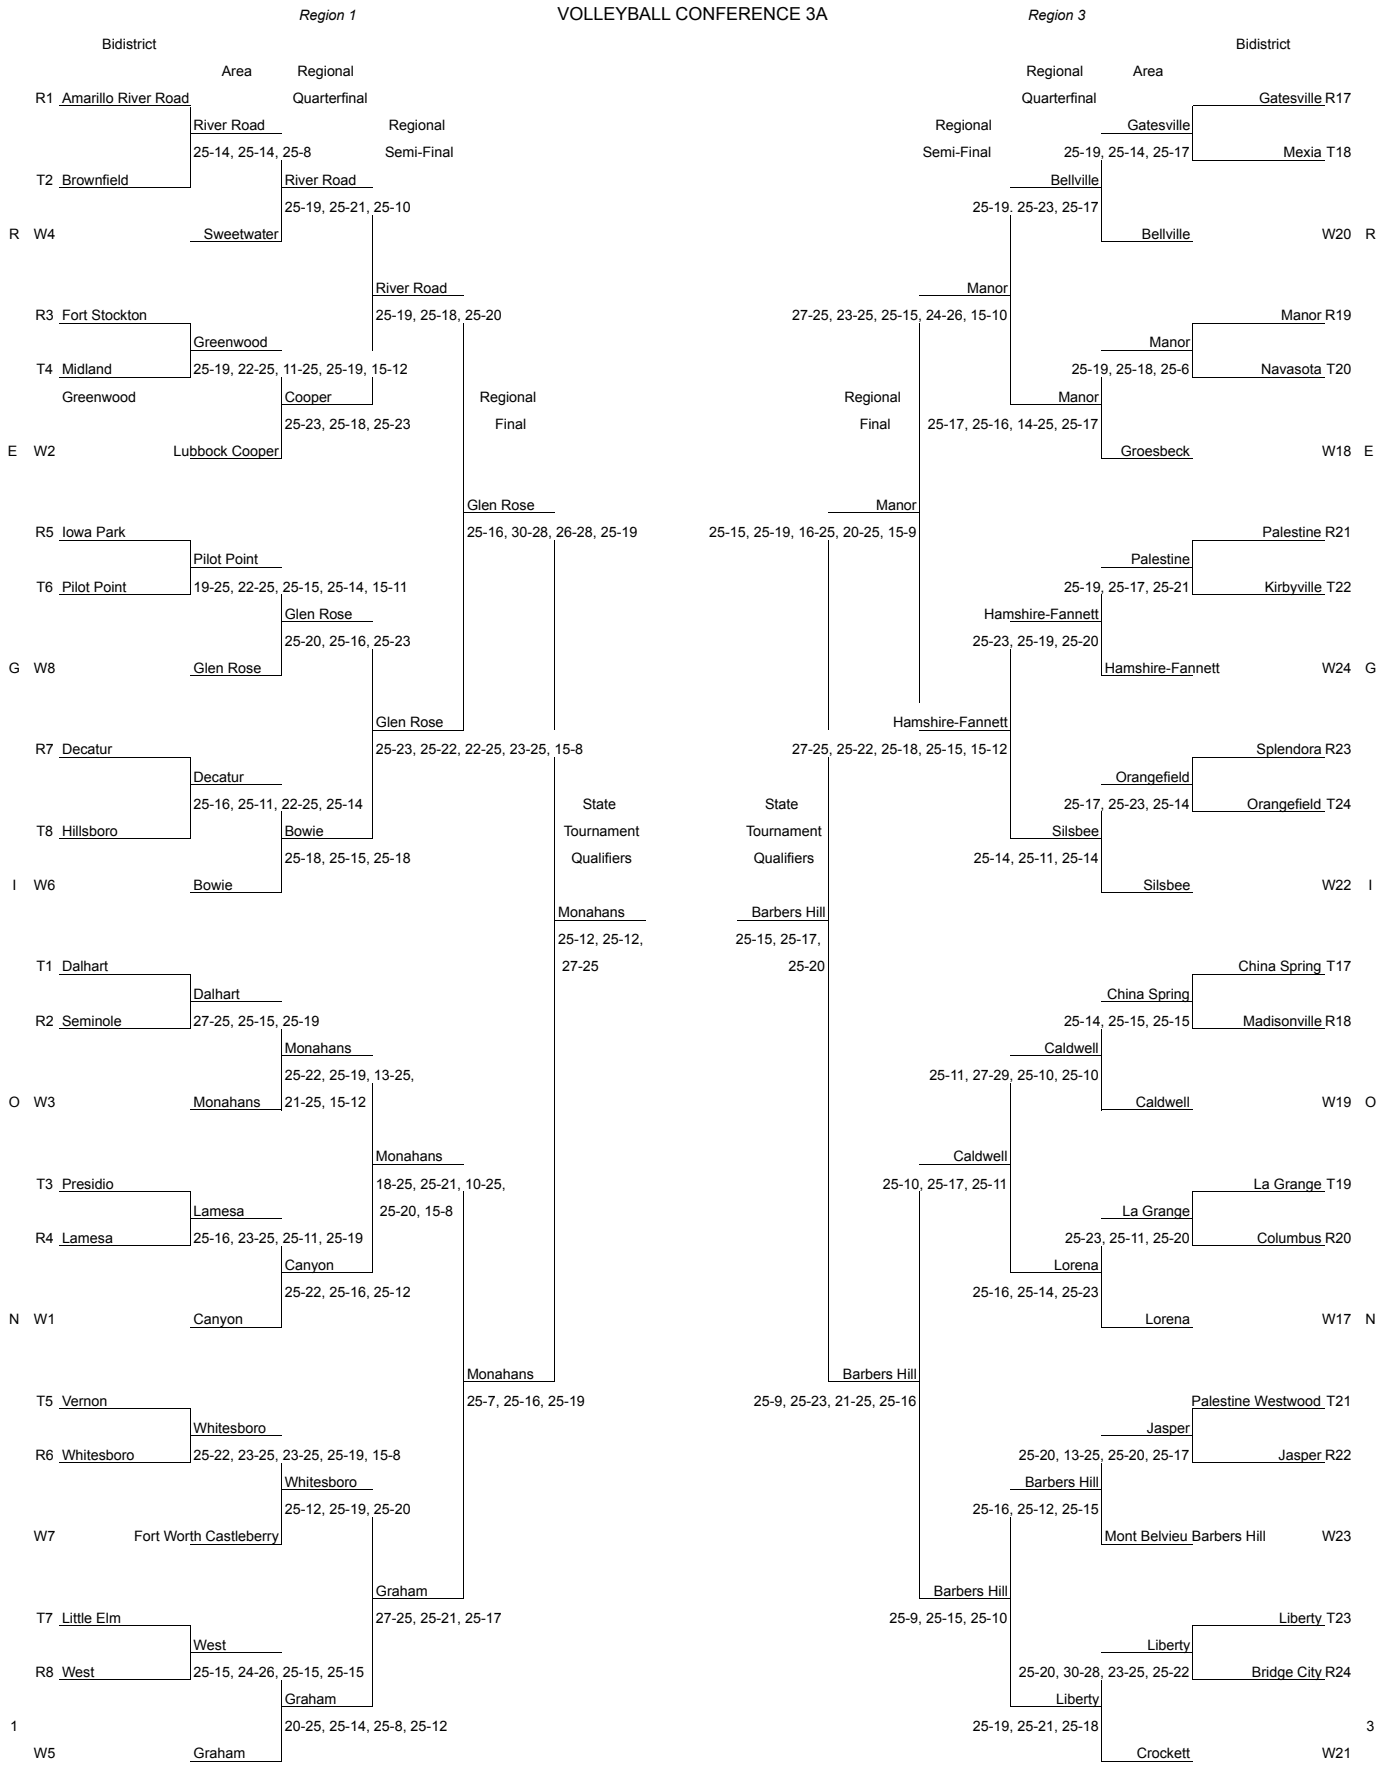 Region 1 VOLLEYBALL CONFERENCE 3A Region 3
Bidistrict Bidistrict
Area Regional Regional Area
R1 Amarillo River Road Quarterfinal Quarterfinal Gatesville R17
River Road Regional Regional Gatesville
25-14, 25-14, 25-8 Semi-Final Semi-Final 25-19, 25-14, 25-17 Mexia T18
T2 Brownfield River Road Bellville
25-19, 25-21, 25-10 25-19. 25-23, 25-17
R W4 Sweetwater Bellville W20 R
River Road Manor
R3 Fort Stockton 25-19, 25-18, 25-20 27-25, 23-25, 25-15, 24-26, 15-10 Manor R19
Greenwood Manor
T4 Midland 25-19, 22-25, 11-25, 25-19, 15-12 25-19, 25-18, 25-6 Navasota T20
Greenwood Cooper Regional Regional Manor
25-23, 25-18, 25-23 Final Final 25-17, 25-16, 14-25, 25-17
E W2 Lubbock Cooper Groesbeck W18 E
Glen Rose Manor
R5 Iowa Park 25-16, 30-28, 26-28, 25-19 25-15, 25-19, 16-25, 20-25, 15-9 Palestine R21
Pilot Point Palestine
T6 Pilot Point 19-25, 22-25, 25-15, 25-14, 15-11 25-19, 25-17, 25-21 Kirbyville T22
Glen Rose Hamshire-Fannett
25-20, 25-16, 25-23 25-23, 25-19, 25-20
G W8 Glen Rose Hamshire-Fannett W24 G
Glen Rose Hamshire-Fannett
R7 Decatur 25-23, 25-22, 22-25, 23-25, 15-8 27-25, 25-22, 25-18, 25-15, 15-12 Splendora R23
Decatur Orangefield
25-16, 25-11, 22-25, 25-14 State State 25-17, 25-23, 25-14 Orangefield T24
T8 Hillsboro Bowie Tournament Tournament Silsbee
25-18, 25-15, 25-18 Qualifiers Qualifiers 25-14, 25-11, 25-14
I W6 Bowie Silsbee W22 I
Monahans Barbers Hill
25-12, 25-12, 25-15, 25-17,
T1 Dalhart 27-25 25-20 China Spring T17
Dalhart China Spring
R2 Seminole 27-25, 25-15, 25-19 25-14, 25-15, 25-15 Madisonville R18
Monahans Caldwell
25-22, 25-19, 13-25, 25-11, 27-29, 25-10, 25-10
O W3 Monahans 21-25, 15-12 Caldwell W19 O
Monahans Caldwell
T3 Presidio 18-25, 25-21, 10-25, 25-10, 25-17, 25-11 La Grange T19
Lamesa 25-20, 15-8 La Grange
R4 Lamesa 25-16, 23-25, 25-11, 25-19 25-23, 25-11, 25-20 Columbus R20
Canyon Lorena
25-22, 25-16, 25-12 25-16, 25-14, 25-23
N W1 Canyon Lorena W17 N
Monahans Barbers Hill
T5 Vernon 25-7, 25-16, 25-19 25-9, 25-23, 21-25, 25-16 Palestine Westwood T21
Whitesboro Jasper
R6 Whitesboro 25-22, 23-25, 23-25, 25-19, 15-8 25-20, 13-25, 25-20, 25-17 Jasper R22
Whitesboro Barbers Hill
25-12, 25-19, 25-20 25-16, 25-12, 25-15
W7 Fort Worth Castleberry Mont Belvieu Barbers Hill W23
Graham Barbers Hill
T7 Little Elm 27-25, 25-21, 25-17 25-9, 25-15, 25-10 Liberty T23
West Liberty
R8 West 25-15, 24-26, 25-15, 25-15 25-20, 30-28, 23-25, 25-22 Bridge City R24
Graham Liberty
1 20-25, 25-14, 25-8, 25-12 25-19, 25-21, 25-18 3
W5 Graham Crockett W21